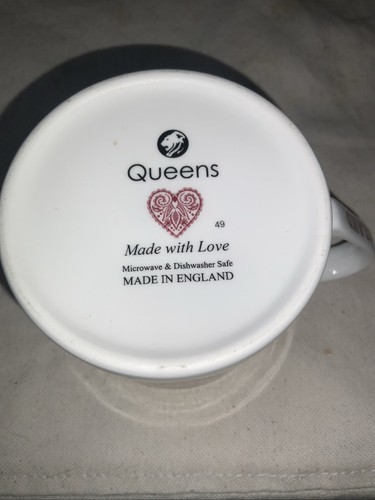 Queens
49
Made with Love
Microwave & Dishwasher Safe
MADE IN ENGLAND